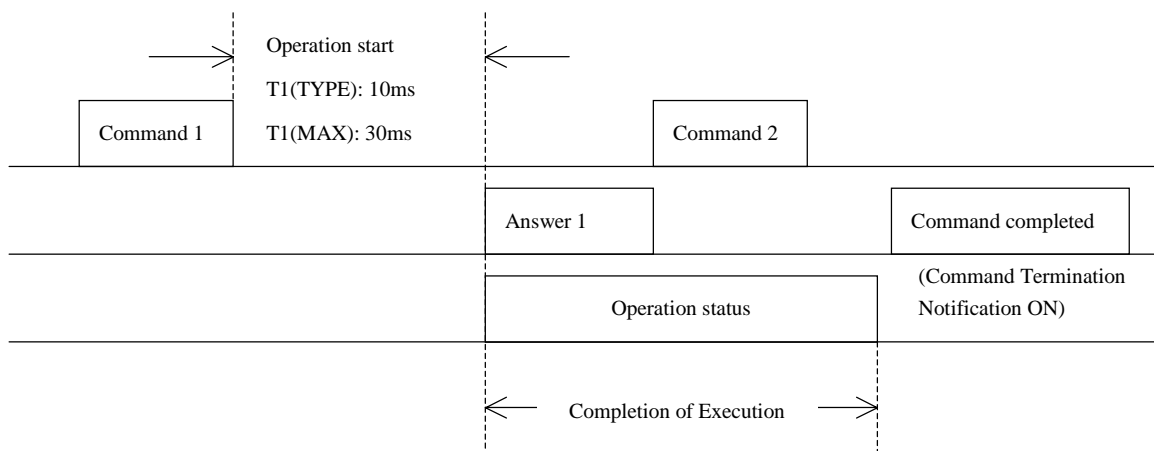 Operation start
T1(TYPE): 10ms
T1(MAX): 30ms
Command 1
Command 2
Answer 1
Command completed
(Command Termination
Notification ON)
Operation status
Completion of Execution